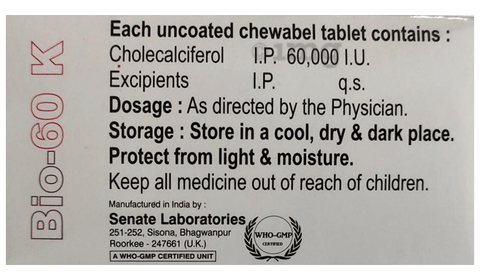 Bio-60 K
Each uncoated chewabel tablet contains :
Cholecalciferol I.P. 60,000 I.U.
Excipients I.P. q.s.
Dosage : As directed by the Physician.
Storage : Store in a cool, dry & dark place.
Protect from light & moisture.
Keep all medicine out of reach of children.
Manufactured in India by :
Senate Laboratories
251-252, Sisona, Bhagwanpur
Roorkee - 247661 (U.K.)
A WHO-GMP CERTIFIED UNIT
WHO-GMP
CERTIFIED
1mg